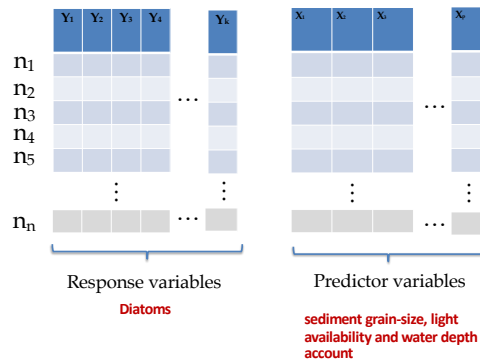 Y₁ Y₂ Y₃ Y₄ ... Yₖ
X₁ X₂ X₃ ... Xₚ
n₁
n₂
...
...
n₃
n₄
n₅
⋮ ⋮ ⋮ ⋮
nₙ
... ...
Response variables
Predictor variables
Diatoms
sediment grain-size, light
availability and water depth
account